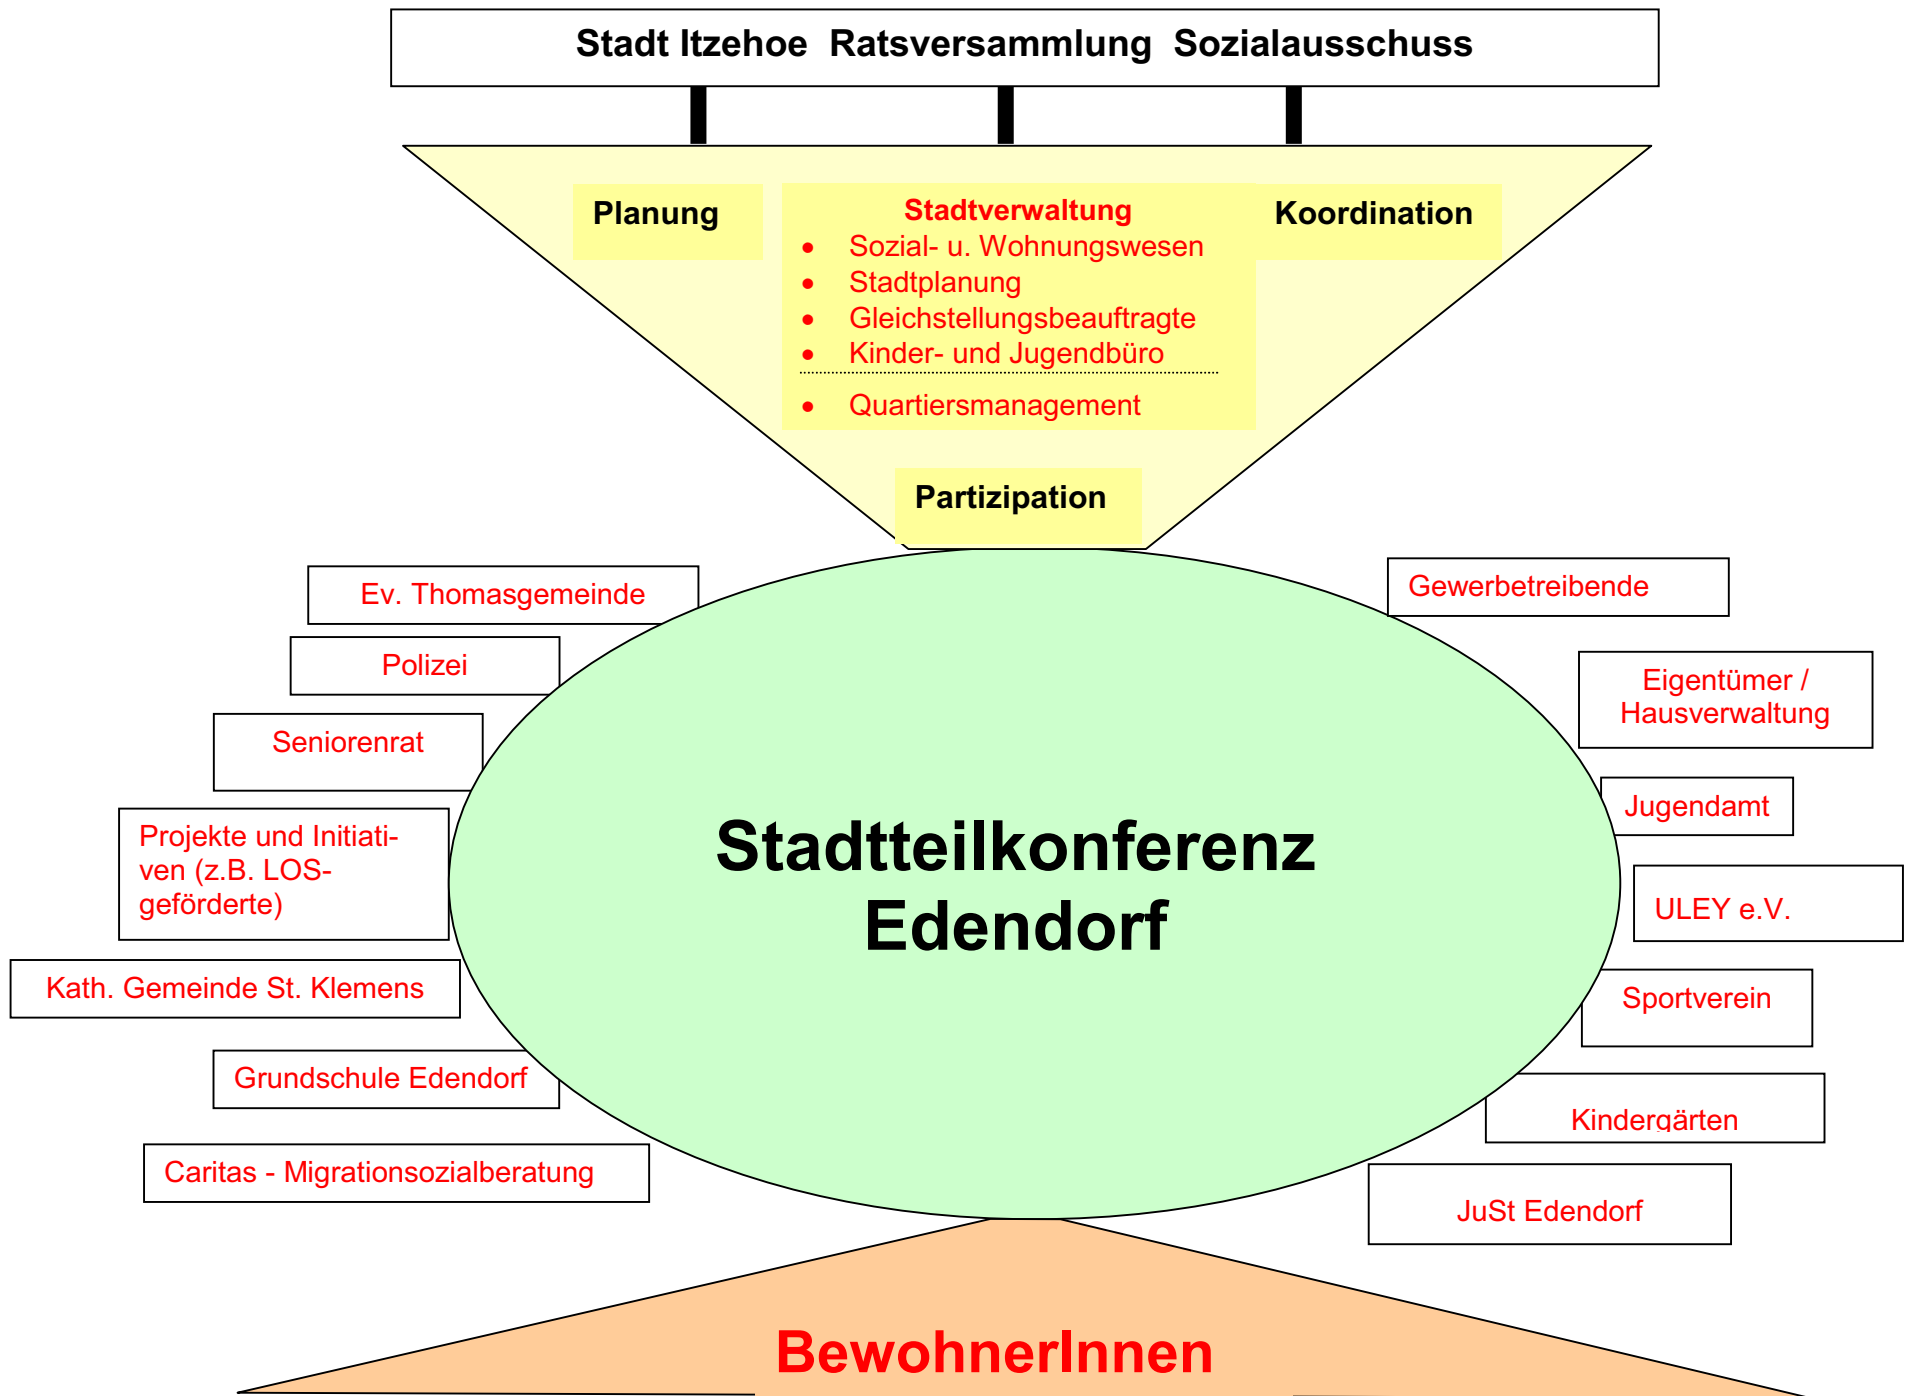 Stadt Itzehoe Ratsversammlung Sozialausschuss
Planung
Stadtverwaltung
• Sozial- u. Wohnungswesen
• Stadtplanung
• Gleichstellungsbeauftragte
• Kinder- und Jugendbüro
• Quartiersmanagement
Koordination
Partizipation
Ev. Thomasgemeinde
Polizei
Seniorenrat
Projekte und Initiati-
ven (z.B. LOS-
geförderte)
Kath. Gemeinde St. Klemens
Grundschule Edendorf
Caritas - Migrationsozialberatung
Stadtteilkonferenz
Edendorf
Gewerbetreibende
Eigentümer /
Hausverwaltung
Jugendamt
ULEY e.V.
Sportverein
Kindergärten
JuSt Edendorf
BewohnerInnen